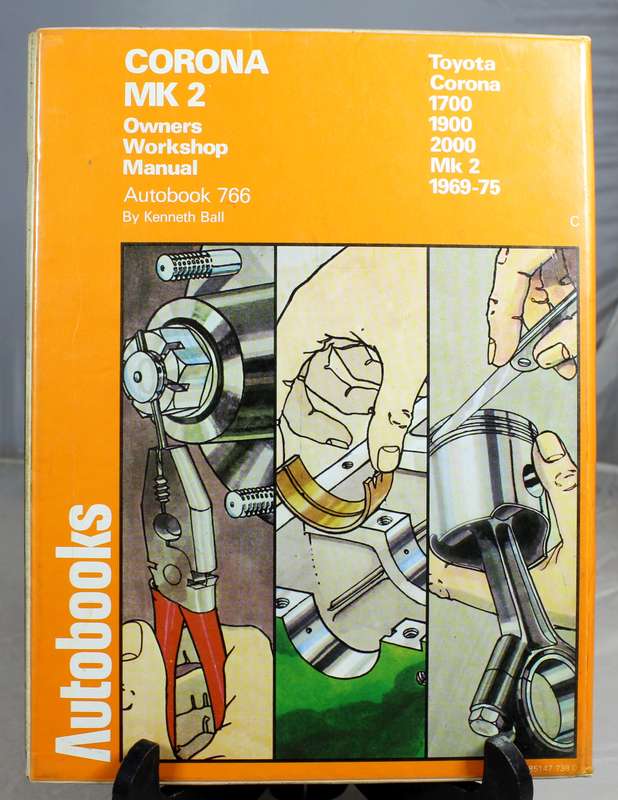 CORONA
MK 2
Owners
Workshop
Manual
Autobook 766
By Kenneth Ball
Toyota
Corona
1700
1900
2000
Mk 2
1969-75
C
Autobooks